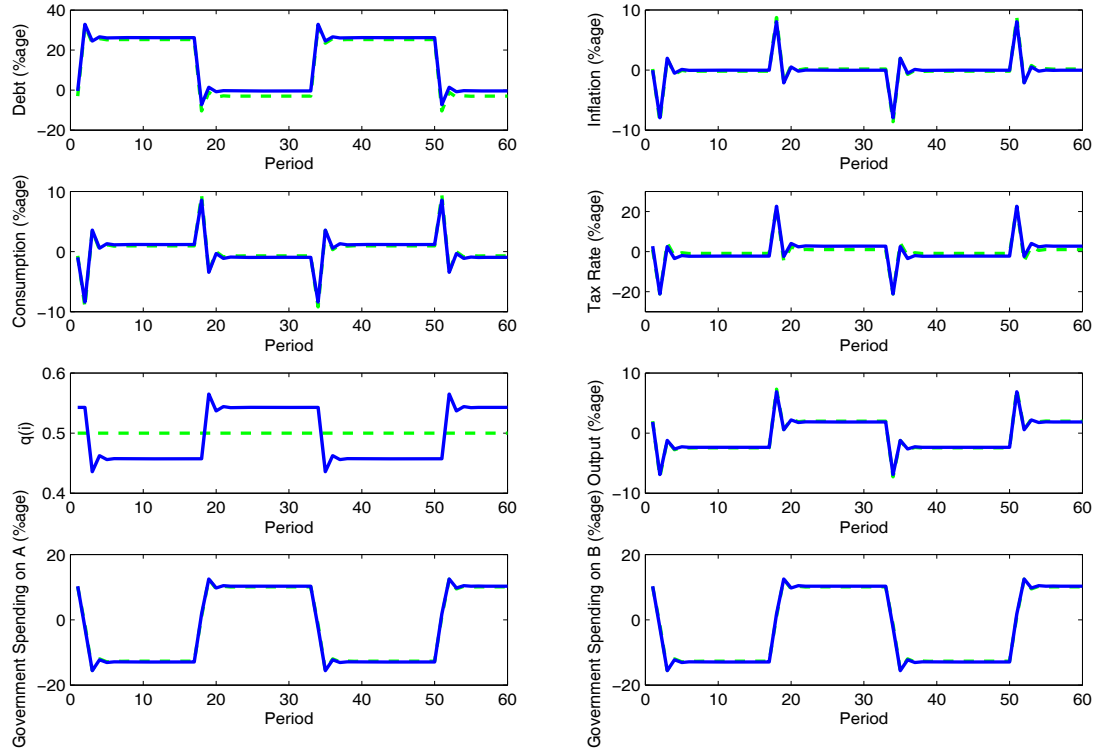 Debt (%age)
40
20
0
−20
0 10 20 30 40 50 60
Period
Inflation (%age)
10
0
−10
0 10 20 30 40 50 60
Period
Consumption (%age)
10
0
−10
0 10 20 30 40 50 60
Period
Tax Rate (%age)
20
0
−20
0 10 20 30 40 50 60
Period
q(i)
0.6
0.5
0.4
0 10 20 30 40 50 60
Period
Output (%age)
10
0
−10
0 10 20 30 40 50 60
Period
Government Spending on A (%age)
20
0
−20
0 10 20 30 40 50 60
Period
Government Spending on B (%age)
20
0
−20
0 10 20 30 40 50 60
Period